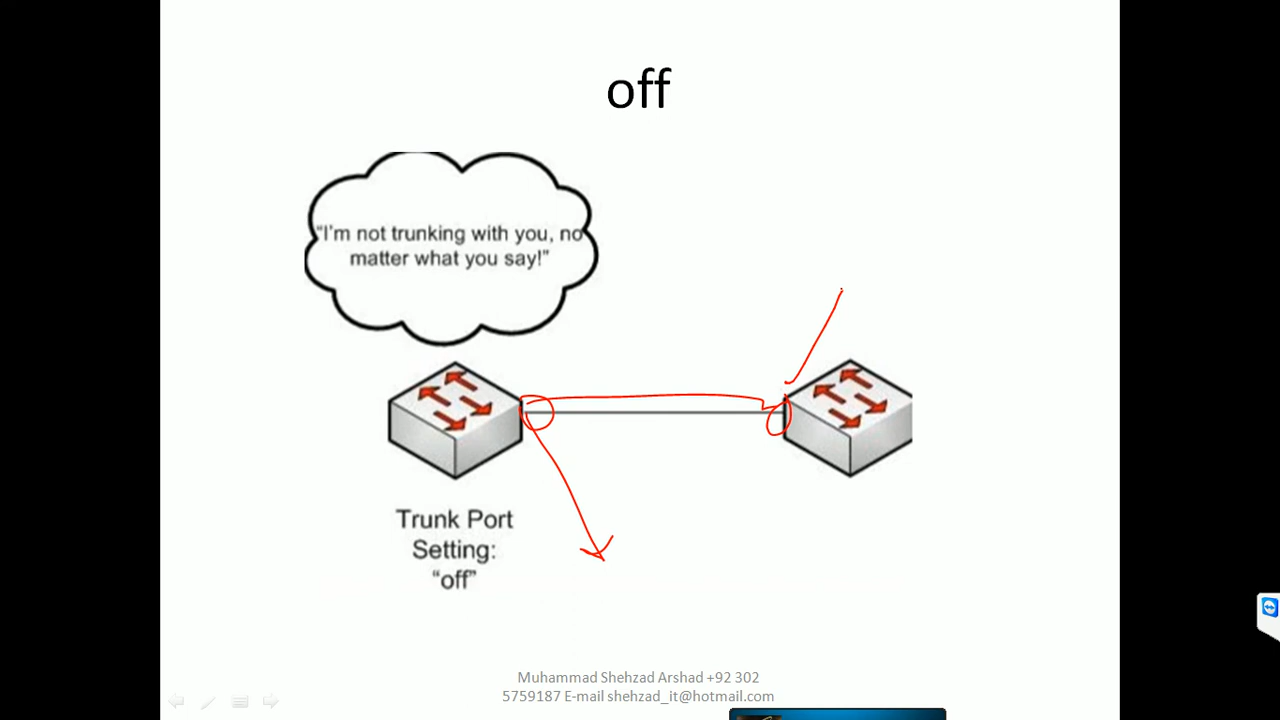 off
“I’m not trunking with you, no
matter what you say!”
Trunk Port
Setting:
“off”
Muhammad Shehzad Arshad +92 302
5759187 E-mail shehzad_it@hotmail.com